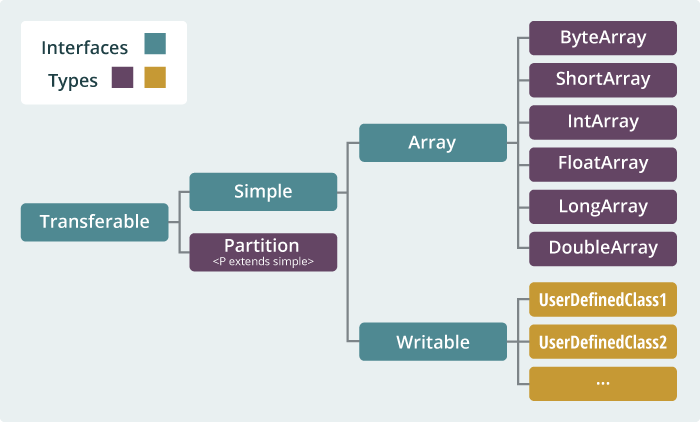 Interfaces
Types
Transferable
Simple
Partition
<P extends simple>
Array
Writable
ByteArray
ShortArray
IntArray
FloatArray
LongArray
DoubleArray
UserDefinedClass1
UserDefinedClass2
...